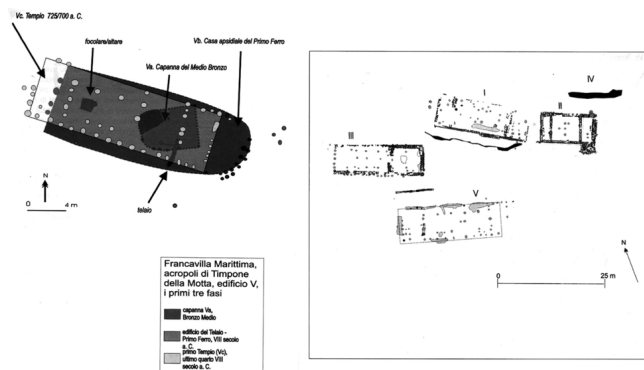 Vc. Tempio 725/700 a. C.
focolare/altare
Vb. Casa apsidiale del Primo Ferro
Va. Capanna del Medio Bronzo
N
0 4 m
telaio
Francavilla Marittima,
acropoli di Timpone
della Motta, edificio V,
i primi tre fasi
capanna Va,
Bronzo Medio
edificio del Telaio -
Primo Ferro, VIII secolo
a. C.
primo Tempio (Vc),
ultimo quarto VIII
secolo a. C.
I
II
III
IV
V
N
0 25 m